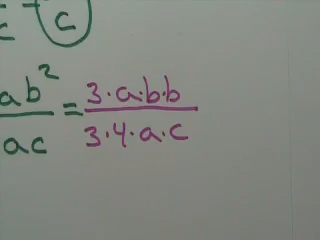 c c
ab² / ac = 3·a·b·b / 3·4·a·c